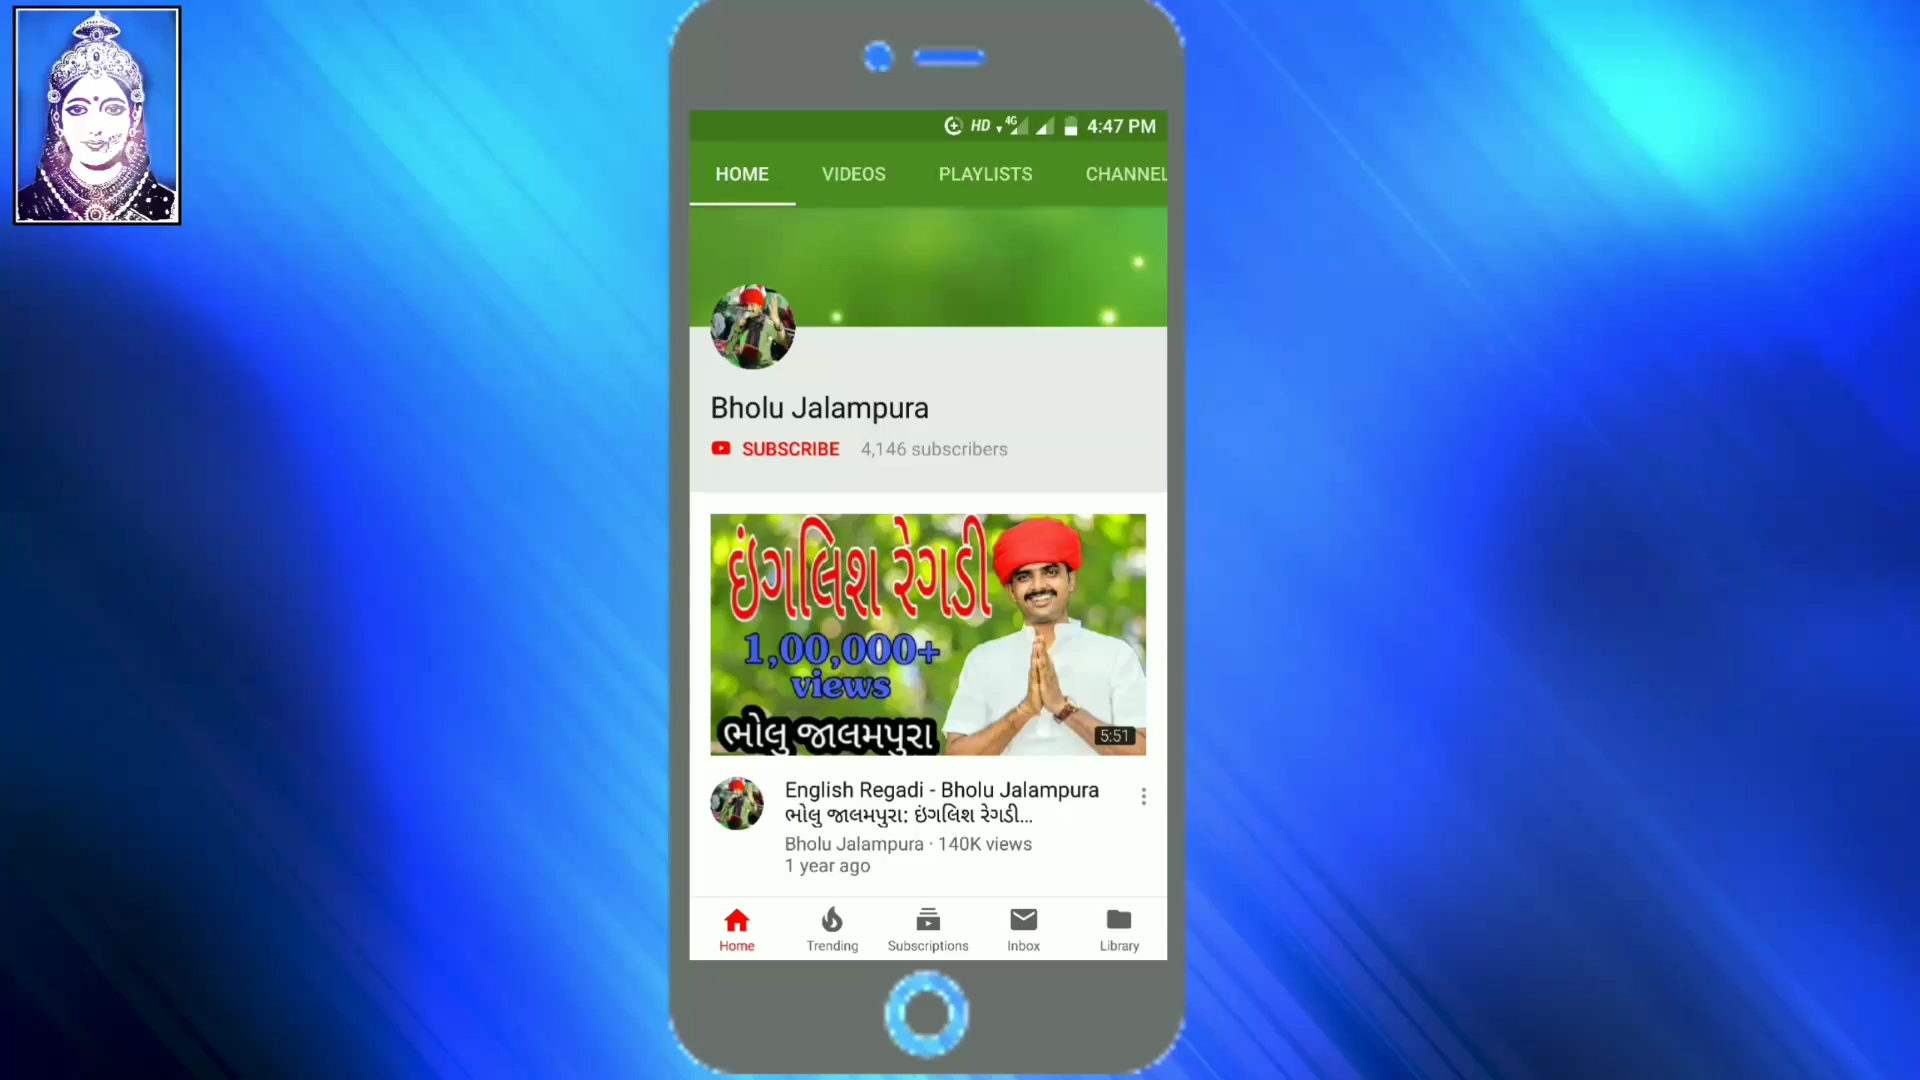 HD 4G 4:47 PM
HOME VIDEOS PLAYLISTS CHANNEL
Bholu Jalampura
SUBSCRIBE 4,146 subscribers
ઇંગલિશ રેગડી
1,00,000+
views
ભોલુ જાલમપુરા
5:51
English Regadi - Bholu Jalampura
ભોલુ જાલમપુરા: ઇંગલિશ રેગડી...
Bholu Jalampura · 140K views
1 year ago
Home Trending Subscriptions Inbox Library